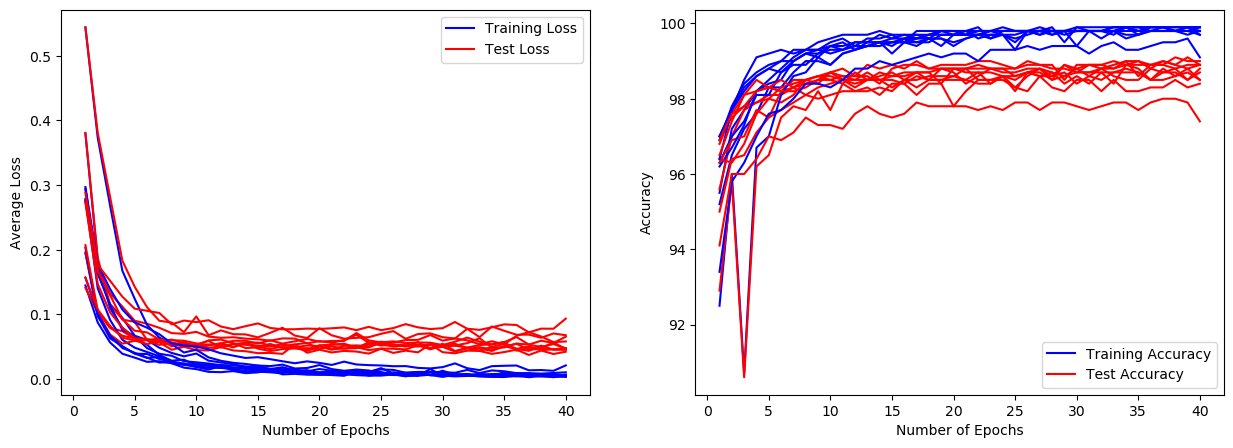 Training Loss
Test Loss
Average Loss
0.5
0.4
0.3
0.2
0.1
0.0
0 5 10 15 20 25 30 35 40
Number of Epochs
Accuracy
100
98
96
94
92
Training Accuracy
Test Accuracy
0 5 10 15 20 25 30 35 40
Number of Epochs